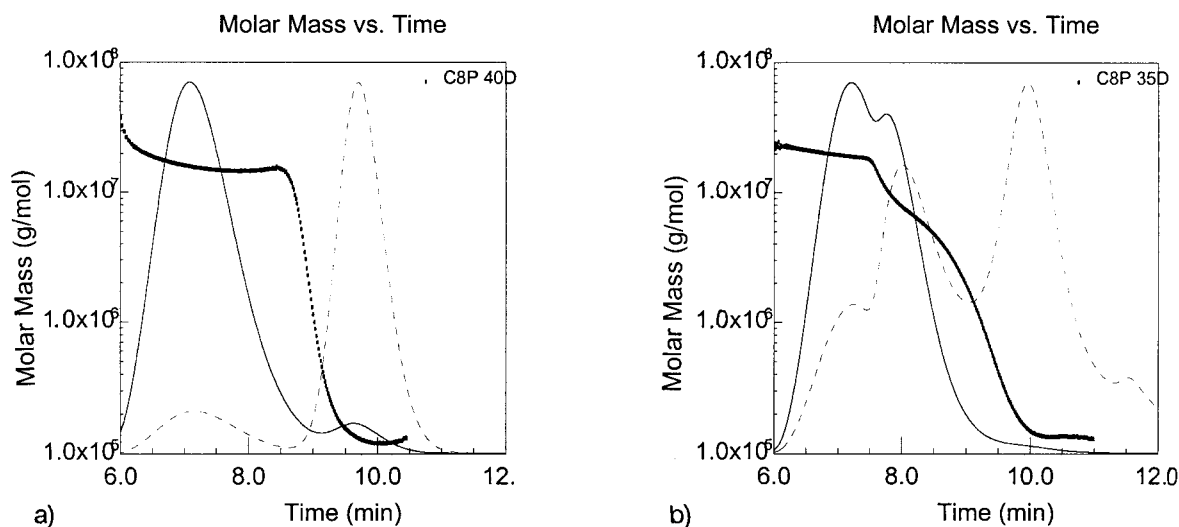 Molar Mass vs. Time
1.0x10⁸
C8P 40D
1.0x10⁷
1.0x10⁶
1.0x10⁵
Molar Mass (g/mol)
6.0 8.0 10.0 12.
Time (min)
a)
Molar Mass vs. Time
1.0x10⁸
C8P 35D
1.0x10⁷
1.0x10⁶
1.0x10⁵
Molar Mass (g/mol)
6.0 8.0 10.0 12.0
Time (min)
b)